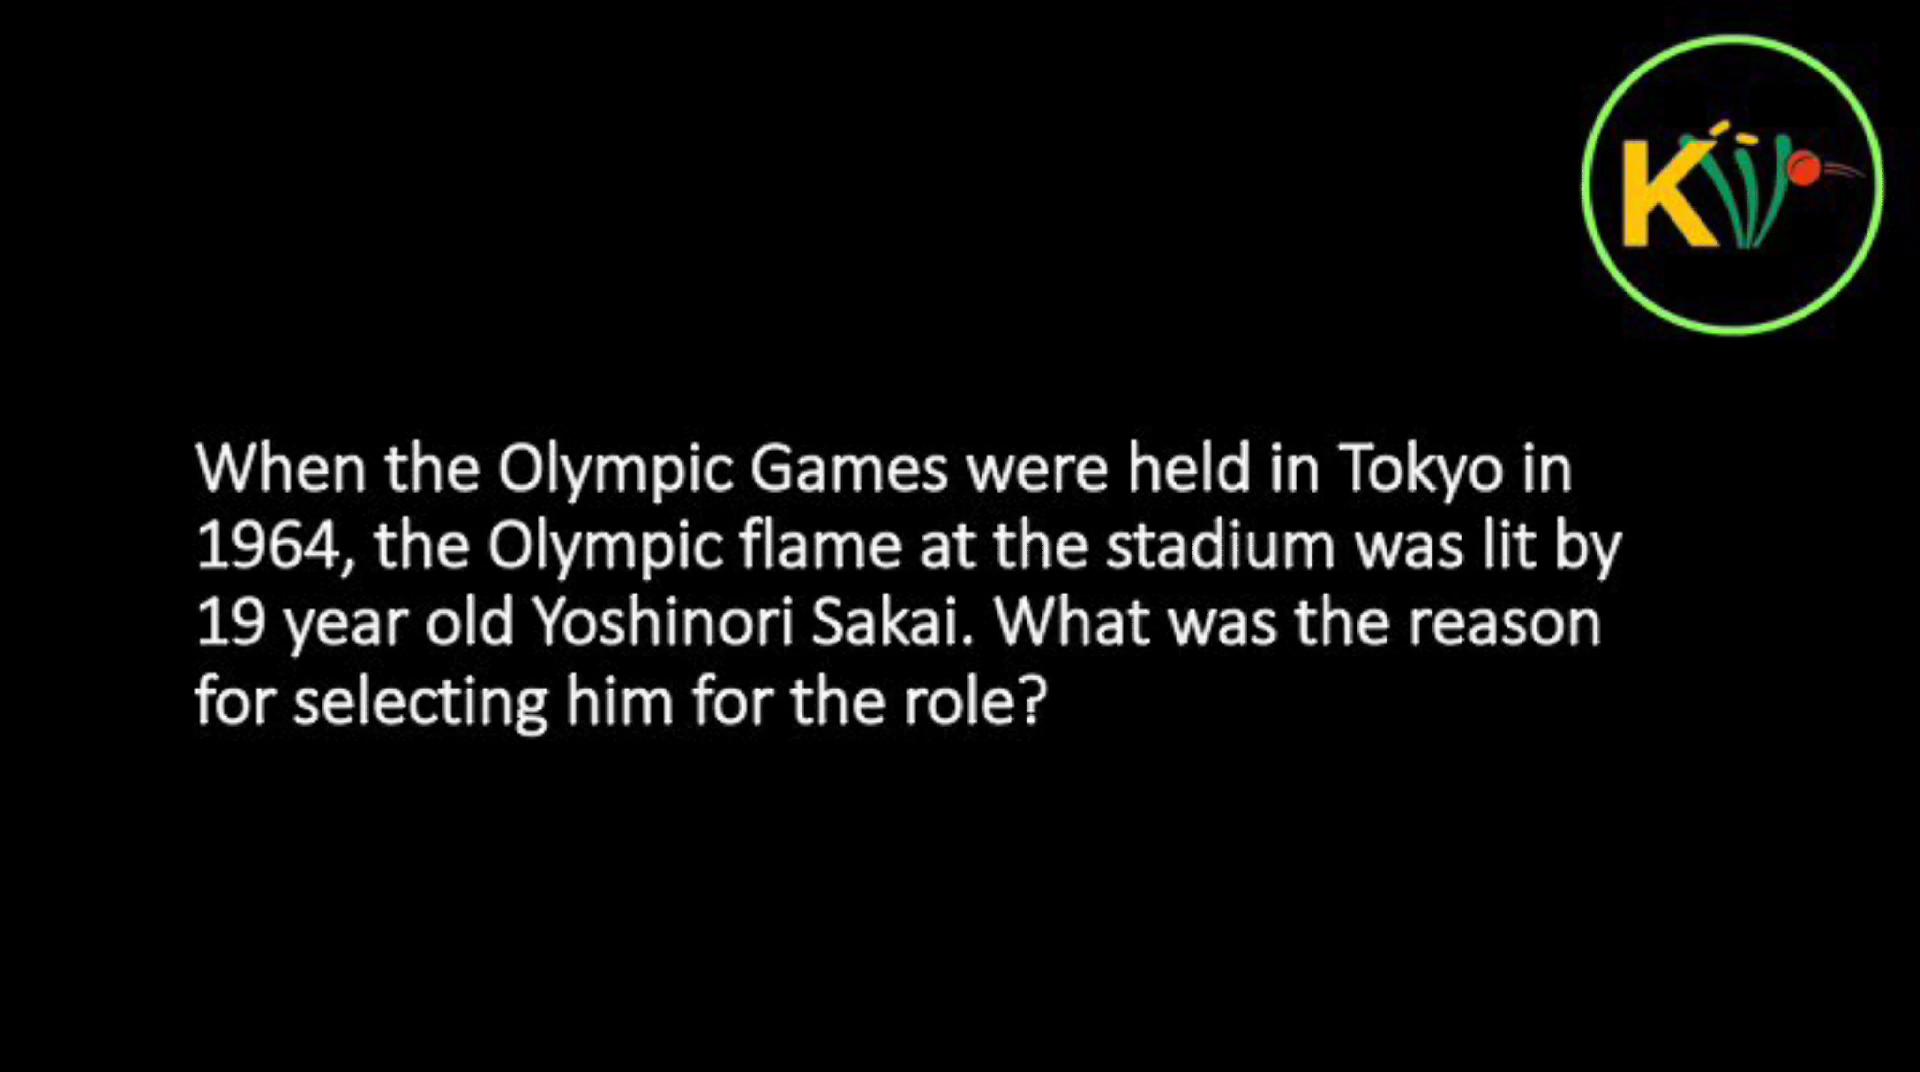 KW
When the Olympic Games were held in Tokyo in
1964, the Olympic flame at the stadium was lit by
19 year old Yoshinori Sakai. What was the reason
for selecting him for the role?